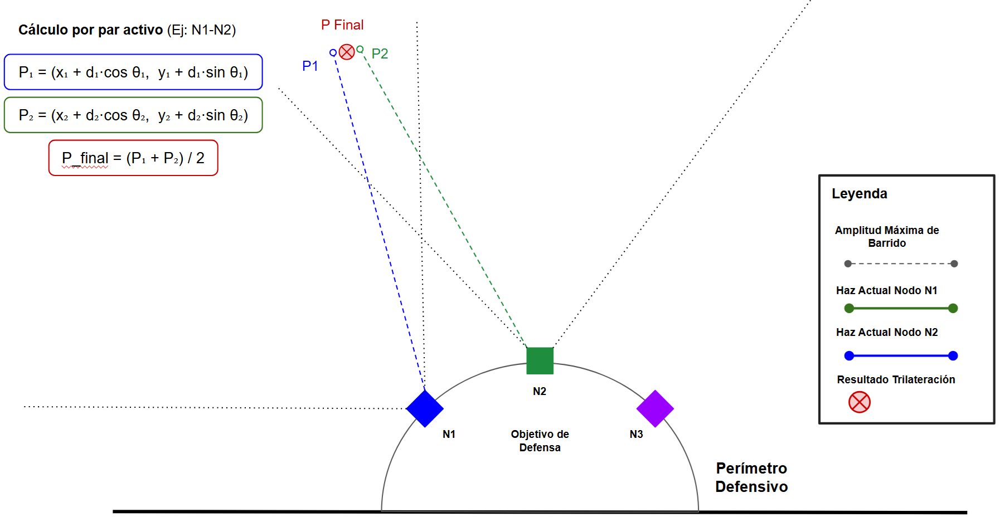 Cálculo por par activo (Ej: N1-N2)
P₁ = (x₁ + d₁·cos θ₁, y₁ + d₁·sin θ₁)
P₂ = (x₂ + d₂·cos θ₂, y₂ + d₂·sin θ₂)
P_final = (P₁ + P₂) / 2
P Final
P1
P2
Leyenda
Amplitud Máxima de
Barrido
Haz Actual Nodo N1
Haz Actual Nodo N2
Resultado Trilateración
N2
N1
Objetivo de
Defensa
N3
Perímetro
Defensivo